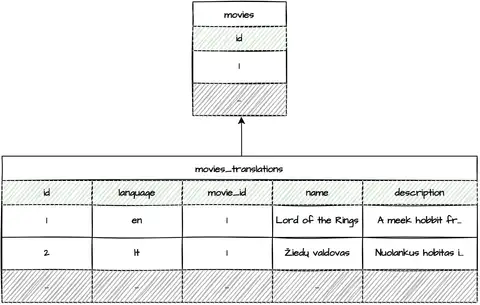 movies
id
1
...
movies_translations
id language movie_id name description
1 en 1 Lord of the Rings A meek hobbit fr...
2 lt 1 Žiedų valdovas Nuolankus hobitas i...
... ... ... ...